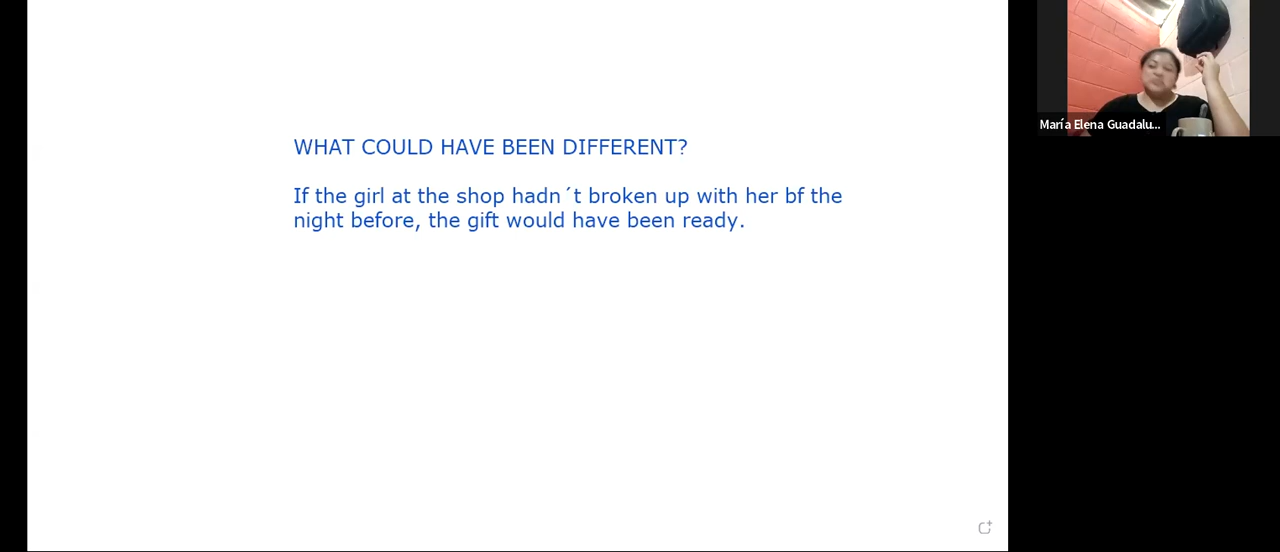 WHAT COULD HAVE BEEN DIFFERENT?
If the girl at the shop hadn´t broken up with her bf the
night before, the gift would have been ready.
María Elena Guadalu...